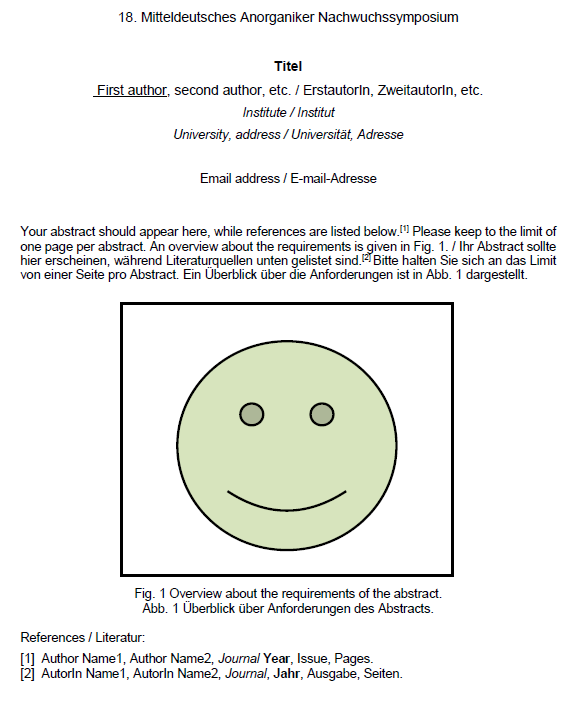 18. Mitteldeutsches Anorganiker Nachwuchssymposium
Titel
First author, second author, etc. / ErstautorIn, ZweitautorIn, etc.
Institute / Institut
University, address / Universität, Adresse
Email address / E-mail-Adresse
Your abstract should appear here, while references are listed below.[1] Please keep to the limit of
one page per abstract. An overview about the requirements is given in Fig. 1. / Ihr Abstract sollte
hier erscheinen, während Literaturquellen unten gelistet sind.[2] Bitte halten Sie sich an das Limit
von einer Seite pro Abstract. Ein Überblick über die Anforderungen ist in Abb. 1 dargestellt.
Fig. 1 Overview about the requirements of the abstract.
Abb. 1 Überblick über Anforderungen des Abstracts.
References / Literatur:
[1] Author Name1, Author Name2, Journal Year, Issue, Pages.
[2] AutorIn Name1, AutorIn Name2, Journal, Jahr, Ausgabe, Seiten.